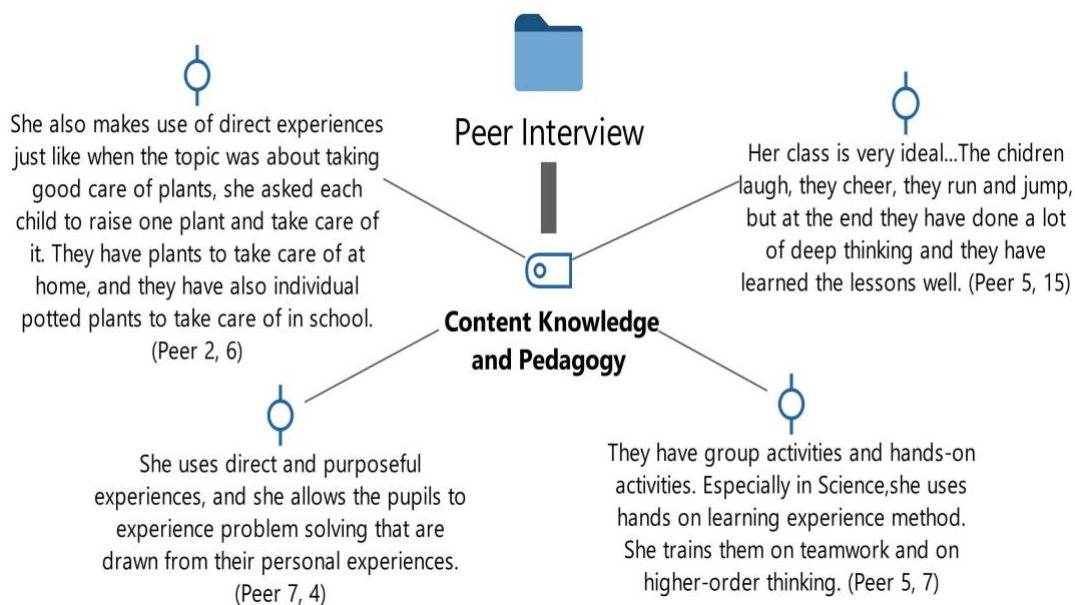 Peer Interview
She also makes use of direct experiences
just like when the topic was about taking
good care of plants, she asked each
child to raise one plant and take care of
it. They have plants to take care of at
home, and they have also individual
potted plants to take care of in school.
(Peer 2, 6)
Her class is very ideal...The chidren
laugh, they cheer, they run and jump,
but at the end they have done a lot
of deep thinking and they have
learned the lessons well. (Peer 5, 15)
Content Knowledge
and Pedagogy
She uses direct and purposeful
experiences, and she allows the pupils to
experience problem solving that are
drawn from their personal experiences.
(Peer 7, 4)
They have group activities and hands-on
activities. Especially in Science,she uses
hands on learning experience method.
She trains them on teamwork and on
higher-order thinking. (Peer 5, 7)